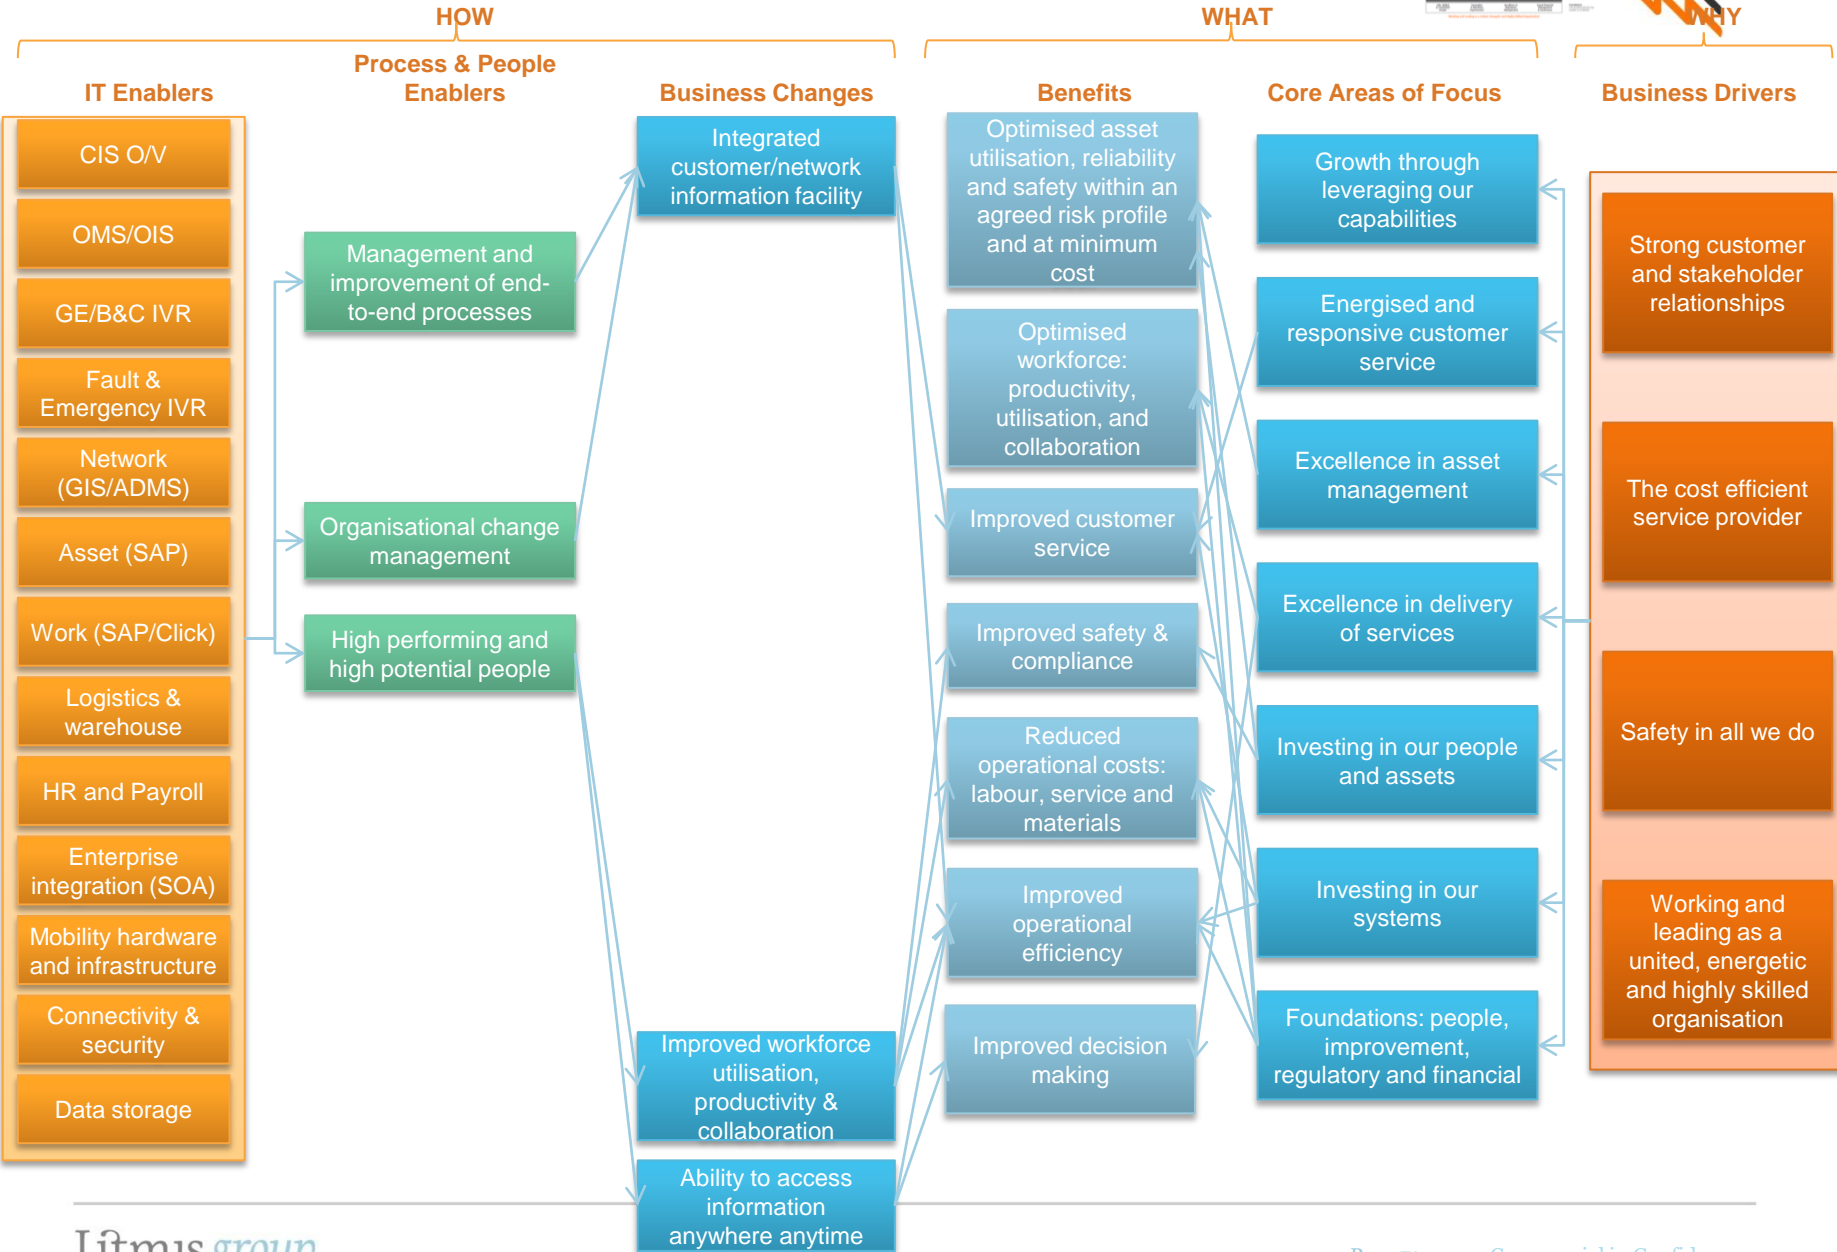 HOW
WHAT
WHY
IT Enablers
Process & People
Enablers
Business Changes
Benefits
Core Areas of Focus
Business Drivers
CIS O/V
OMS/OIS
GE/B&C IVR
Fault &
Emergency IVR
Network
(GIS/ADMS)
Asset (SAP)
Work (SAP/Click)
Logistics &
warehouse
HR and Payroll
Enterprise
integration (SOA)
Mobility hardware
and infrastructure
Connectivity &
security
Data storage
Management and
improvement of end-
to-end processes
Organisational change
management
High performing and
high potential people
Integrated
customer/network
information facility
Improved workforce
utilisation,
productivity &
collaboration
Ability to access
information
anywhere anytime
Optimised asset
utilisation, reliability
and safety within an
agreed risk profile
and at minimum
cost
Optimised
workforce:
productivity,
utilisation, and
collaboration
Improved customer
service
Improved safety &
compliance
Reduced
operational costs:
labour, service and
materials
Improved
operational
efficiency
Improved decision
making
Growth through
leveraging our
capabilities
Energised and
responsive customer
service
Excellence in asset
management
Excellence in delivery
of services
Investing in our people
and assets
Investing in our
systems
Foundations: people,
improvement,
regulatory and financial
Strong customer
and stakeholder
relationships
The cost efficient
service provider
Safety in all we do
Working and
leading as a
united, energetic
and highly skilled
organisation
Litmus group